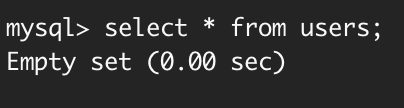 mysql> select * from users;
Empty set (0.00 sec)